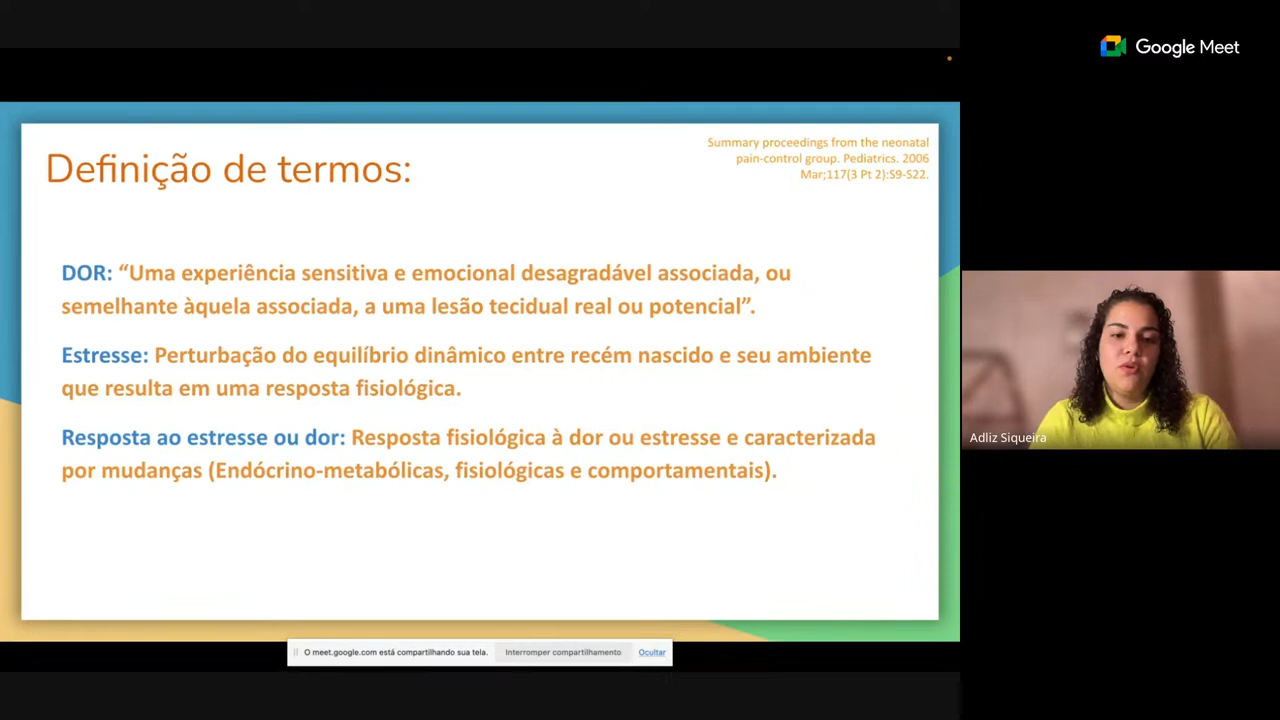 Google Meet
Summary proceedings from the neonatal
pain-control group. Pediatrics. 2006
Mar;117(3 Pt 2):S9-S22.
Definição de termos:
DOR: “Uma experiência sensitiva e emocional desagradável associada, ou
semelhante àquela associada, a uma lesão tecidual real ou potencial”.
Estresse: Perturbação do equilíbrio dinâmico entre recém nascido e seu ambiente
que resulta em uma resposta fisiológica.
Resposta ao estresse ou dor: Resposta fisiológica à dor ou estresse e caracterizada
por mudanças (Endócrino-metabólicas, fisiológicas e comportamentais).
Adliz Siqueira
O meet.google.com está compartilhando sua tela. Interromper compartilhamento Ocultar